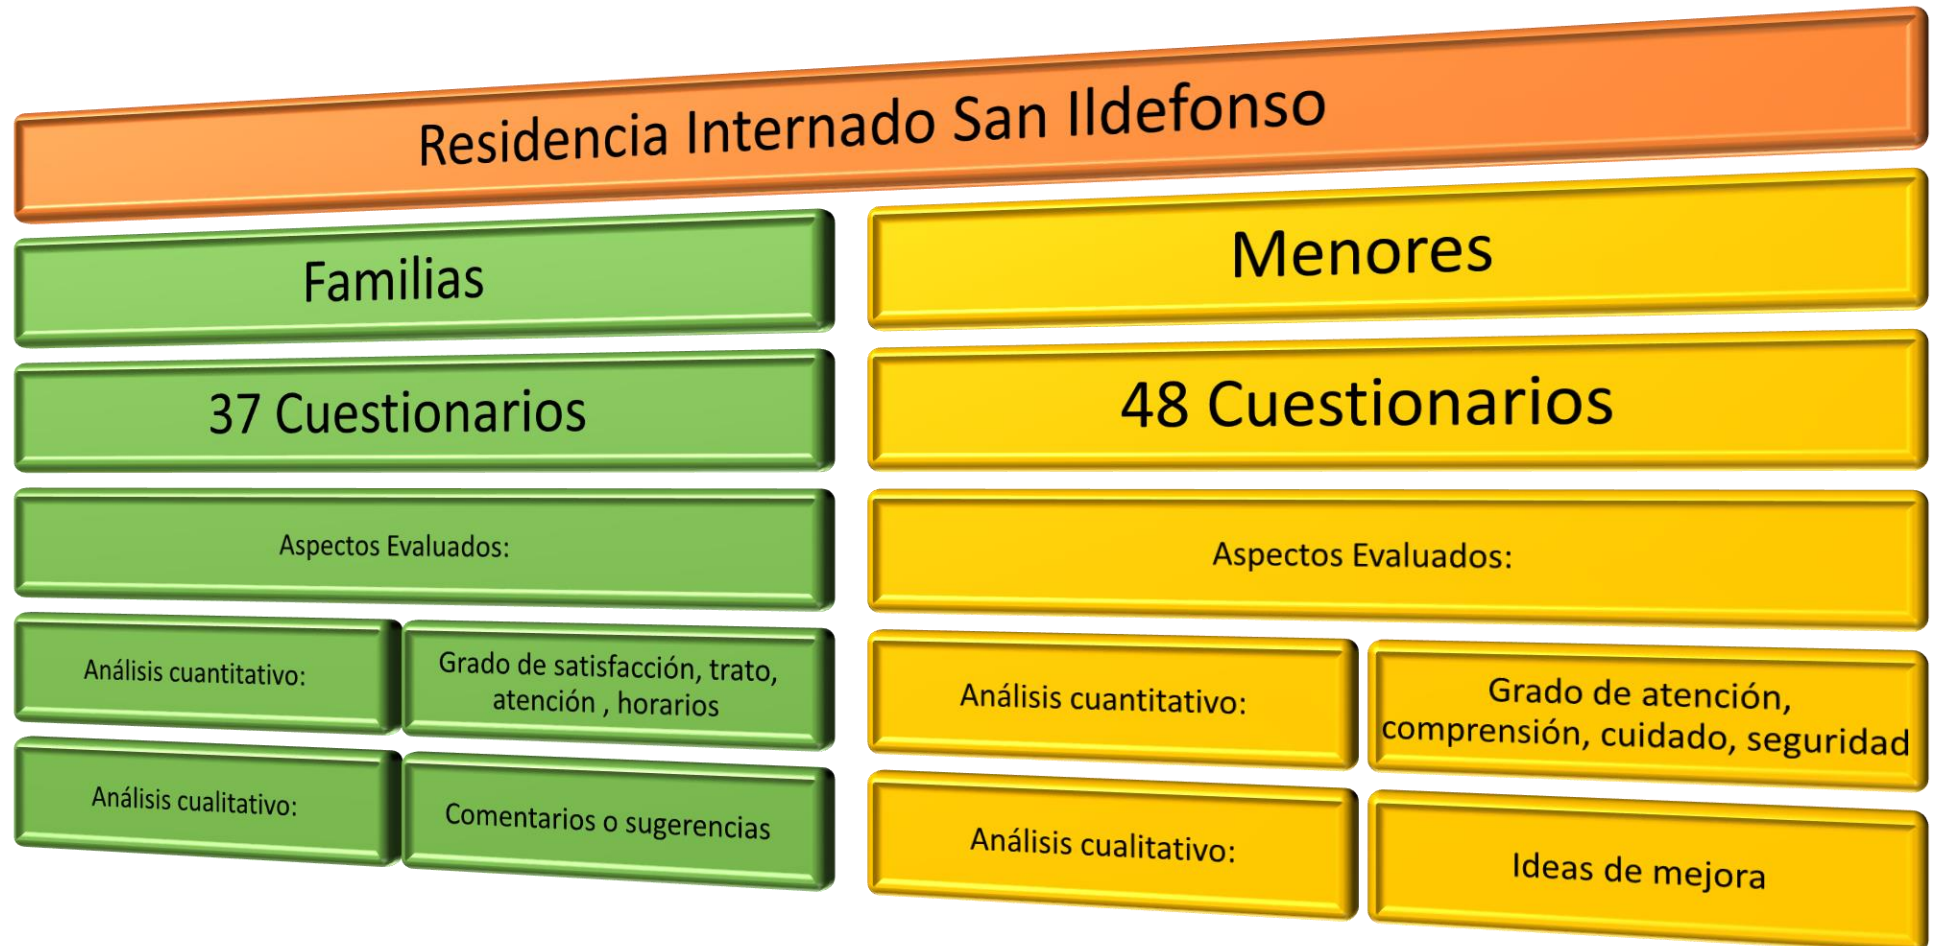 Residencia Internado San Ildefonso
Familias
37 Cuestionarios
Aspectos Evaluados:
Análisis cuantitativo:
Grado de satisfacción, trato,
atención , horarios
Análisis cualitativo:
Comentarios o sugerencias
Menores
48 Cuestionarios
Aspectos Evaluados:
Análisis cuantitativo:
Grado de atención,
comprensión, cuidado, seguridad
Análisis cualitativo:
Ideas de mejora